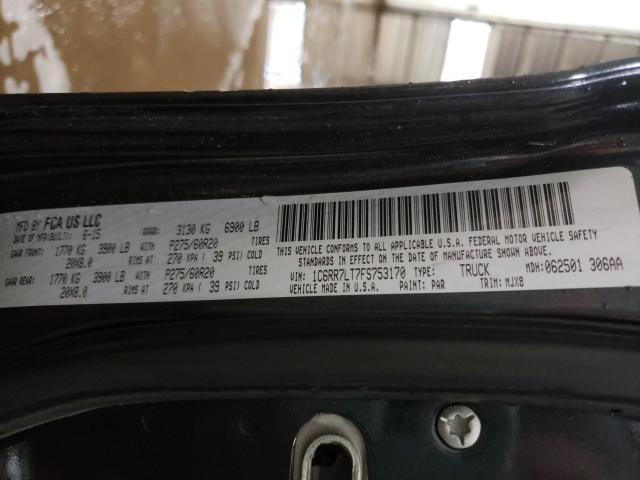 MFD BY FCA US LLC
DATE OF MFR(BUILT): 6-15 GVWR: 3130 KG 6900 LB
GAWR FRONT: 1770 KG 3900 LB WITH P275/60R20 TIRES
20X8.0 RIMS AT 270 KPA ( 39 PSI) COLD
GAWR REAR: 1770 KG 3900 LB WITH P275/60R20 TIRES
20X8.0 RIMS AT 270 KPA ( 39 PSI) COLD
THIS VEHICLE CONFORMS TO ALL APPLICABLE U.S.A. FEDERAL MOTOR VEHICLE SAFETY
STANDARDS IN EFFECT ON THE DATE OF MANUFACTURE SHOWN ABOVE.
VIN: 1C6RR7LT7FS753170 TYPE: TRUCK MDH: 062501 306AA
VEHICLE MADE IN U.S.A. PAINT: PAR TRIM: MJX8